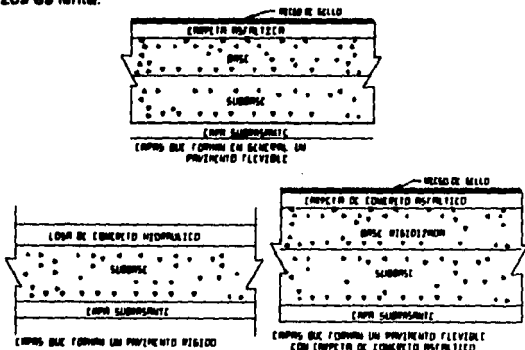 RIEGO DE SELLO
CARPETA ASFALTICA
BASE
SUBBASE
CAPA SUBRASANTE
CAPAS QUE FORMAN EN GENERAL UN
PAVIMENTO FLEXIBLE
LOSA DE CONCRETO HIDRAULICO
SUBBASE
CAPA SUBRASANTE
CAPAS QUE FORMAN UN PAVIMENTO RIGIDO
RIEGO DE SELLO
CARPETA DE CONCRETO ASFALTICO
BASE RIGIDIZADA
SUBBASE
CAPA SUBRASANTE
CAPAS QUE FORMAN UN PAVIMENTO FLEXIBLE
CON CARPETA DE CONCRETO ASFALTICO